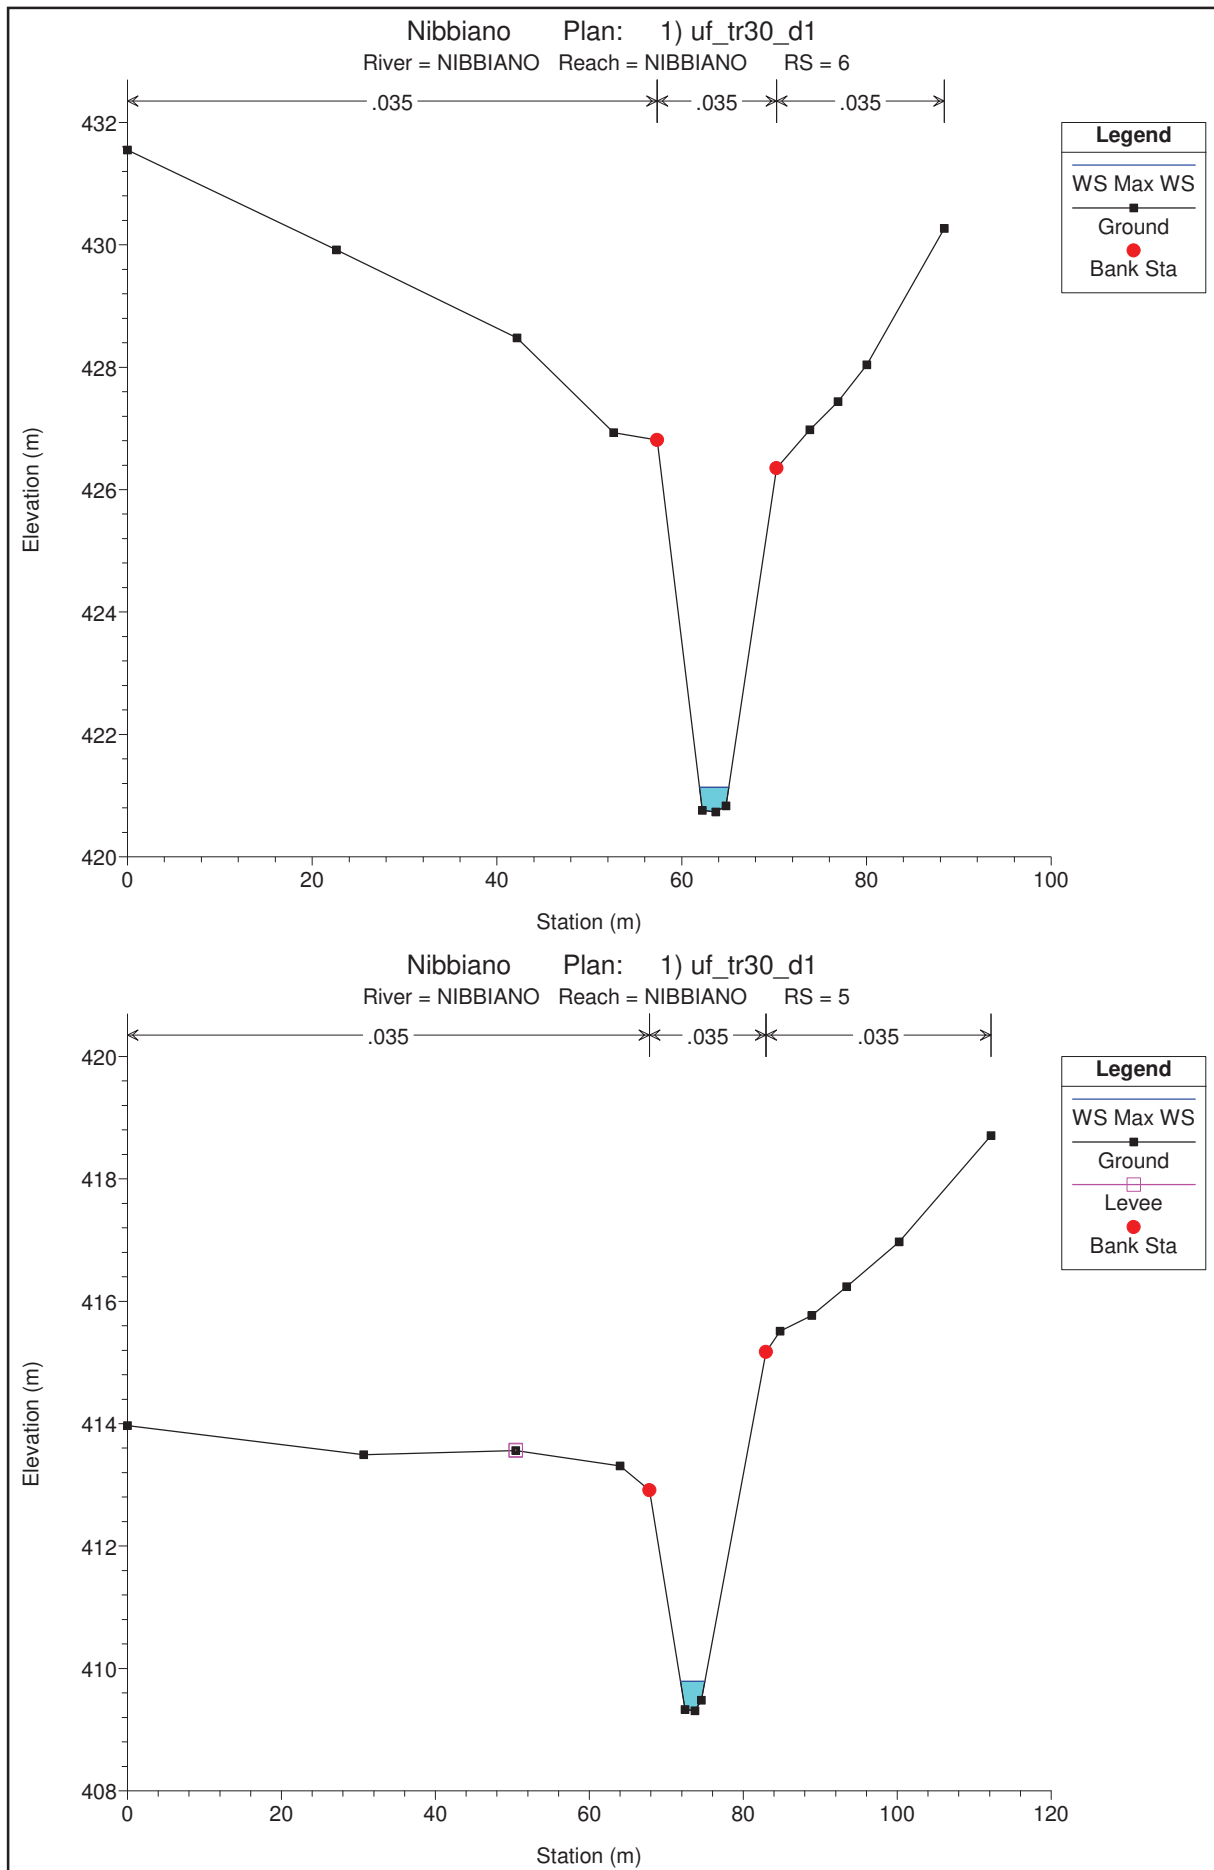 Nibbiano Plan: 1) uf_tr30_d1
River = NIBBIANO Reach = NIBBIANO RS = 6
.035 .035 .035
Legend
WS Max WS
Ground
Bank Sta
432
430
428
426
424
422
420
Elevation (m)
0 20 40 60 80 100
Station (m)
Nibbiano Plan: 1) uf_tr30_d1
River = NIBBIANO Reach = NIBBIANO RS = 5
.035 .035 .035
Legend
WS Max WS
Ground
Levee
Bank Sta
420
418
416
414
412
410
408
Elevation (m)
0 20 40 60 80 100 120
Station (m)